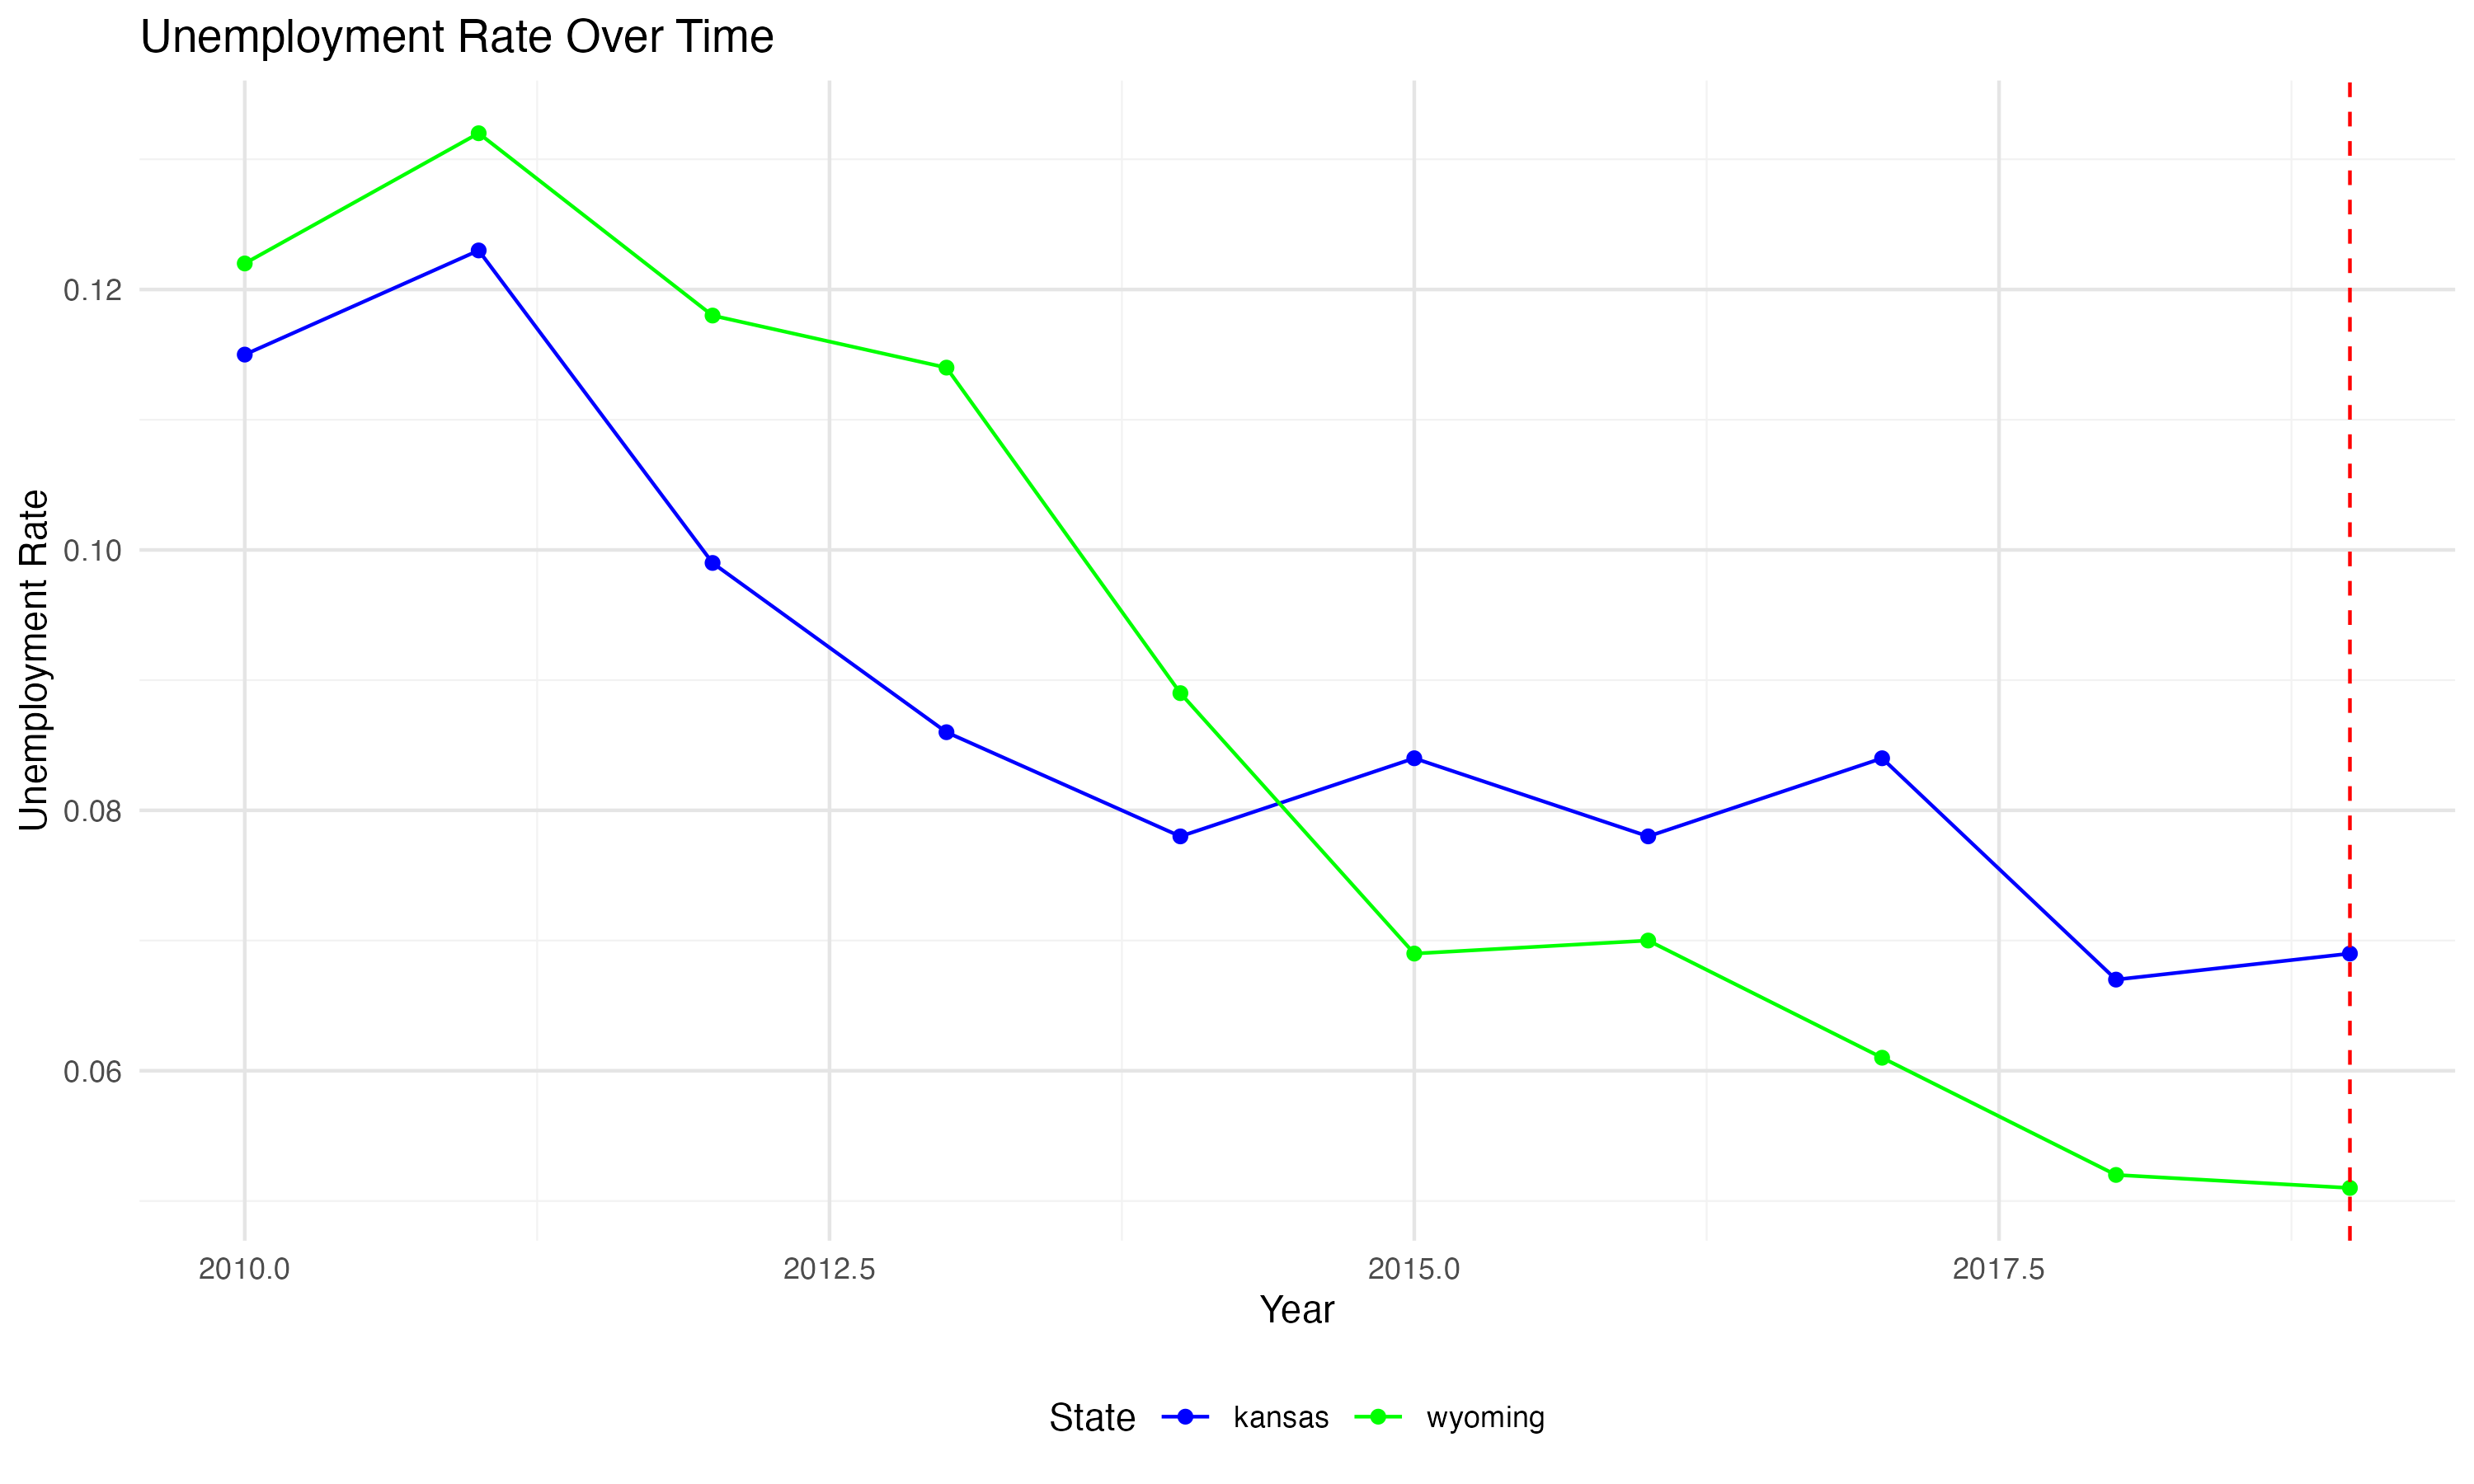 Unemployment Rate Over Time
Unemployment Rate
0.12
0.10
0.08
0.06
2010.0 2012.5 2015.0 2017.5
Year
State kansas wyoming